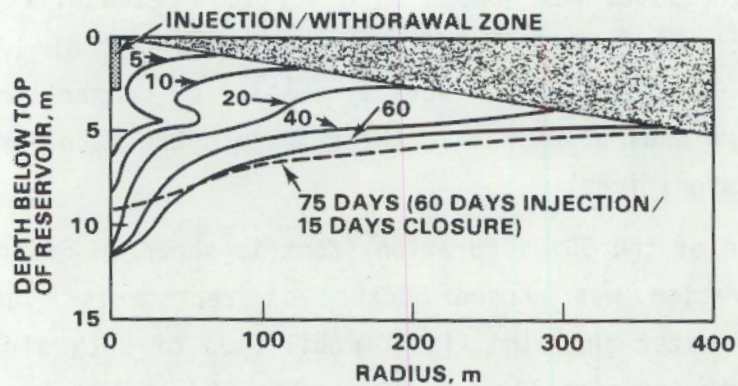 INJECTION/WITHDRAWAL ZONE
0
5
10
20
60
40
5
10
15
75 DAYS (60 DAYS INJECTION/
15 DAYS CLOSURE)
DEPTH BELOW TOP
OF RESERVOIR, m
0
100
200
300
400
RADIUS, m